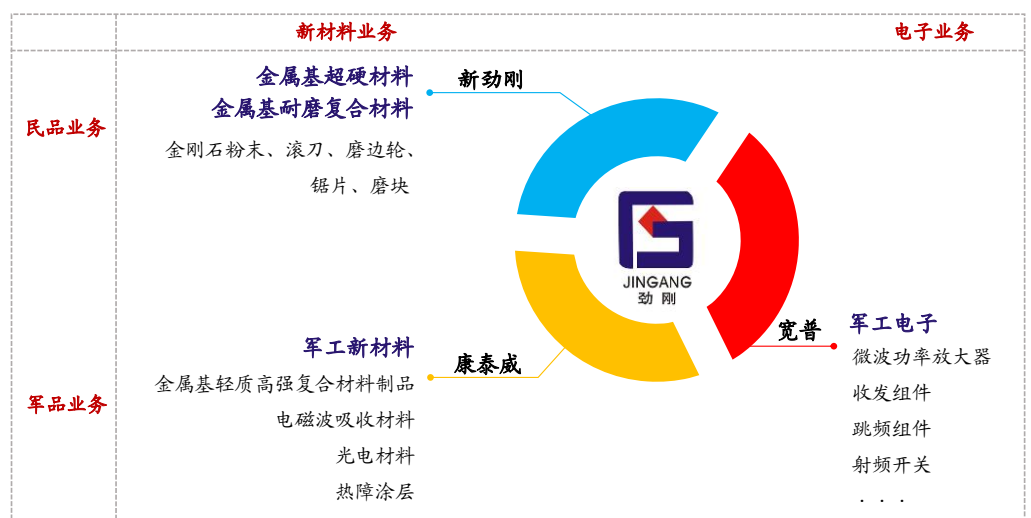 新材料业务
电子业务
民品业务
金属基超硬材料
金属基耐磨复合材料
金刚石粉末、滚刀、磨边轮、
锯片、磨块
新劲刚
JINGANG
劲刚
军品业务
军工新材料
金属基轻质高强复合材料制品
电磁波吸收材料
光电材料
热障涂层
康泰威
宽普
军工电子
微波功率放大器
收发组件
跳频组件
射频开关
. . .